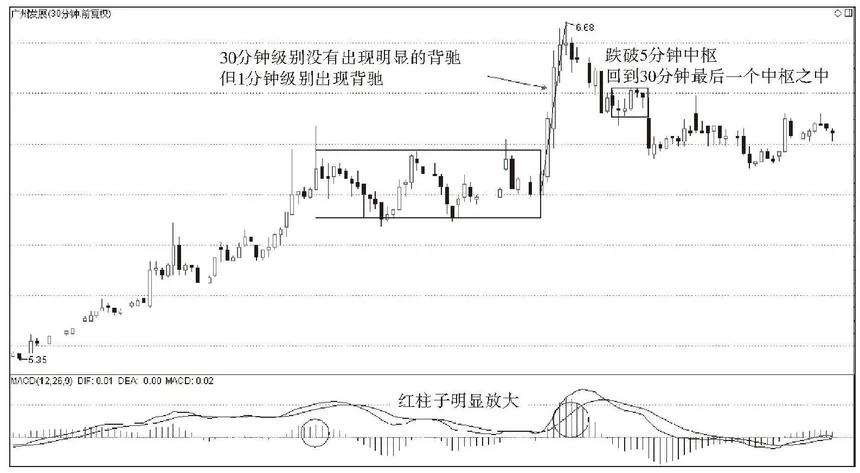 广州发展(30分钟.前复权)
6.68
30分钟级别没有出现明显的背驰
但1分钟级别出现背驰
跌破5分钟中枢
回到30分钟最后一个中枢之中
5.35
MACD(12,26,9) DIF: 0.01 DEA: 0.00 MACD: 0.02
红柱子明显放大